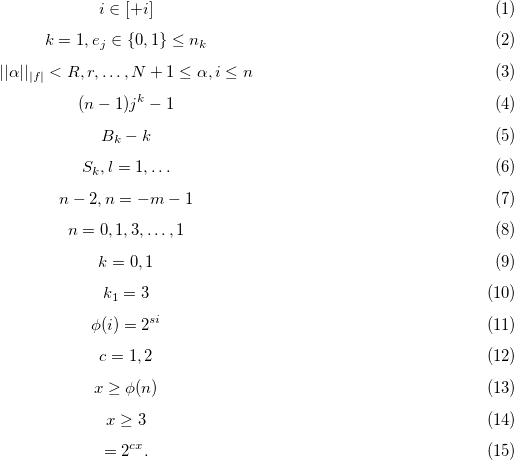 i ∈ [+i] (1)
k = 1, e_j ∈ {0, 1} ≤ n_k (2)
||α||_{|f|} < R, r, . . . , N + 1 ≤ α, i ≤ n (3)
(n − 1)j^k − 1 (4)
B_k − k (5)
S_k, l = 1, . . . (6)
n − 2, n = −m − 1 (7)
n = 0, 1, 3, . . . , 1 (8)
k = 0, 1 (9)
k_1 = 3 (10)
ϕ(i) = 2^{si} (11)
c = 1, 2 (12)
x ≥ ϕ(n) (13)
x ≥ 3 (14)
= 2^{cx}. (15)